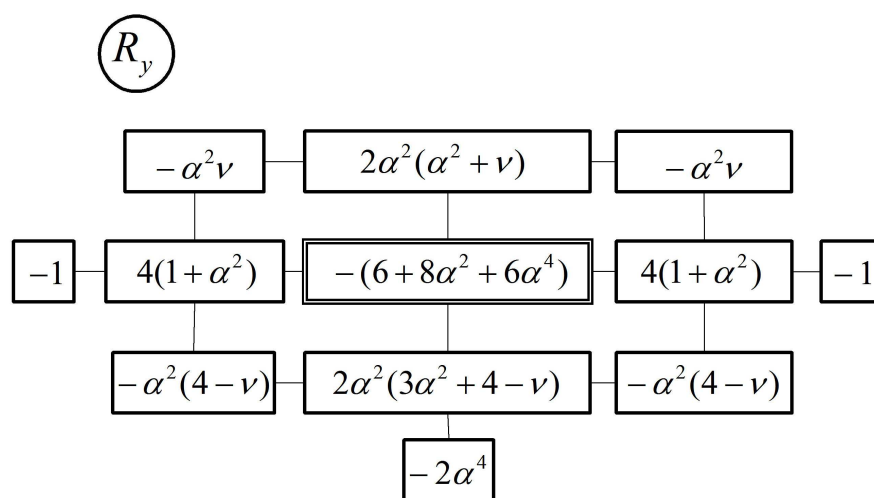 R_y
−α²ν 2α²(α² + ν) −α²ν
−1 4(1 + α²) −(6 + 8α² + 6α⁴) 4(1 + α²) −1
−α²(4 − ν) 2α²(3α² + 4 − ν) −α²(4 − ν)
−2α⁴